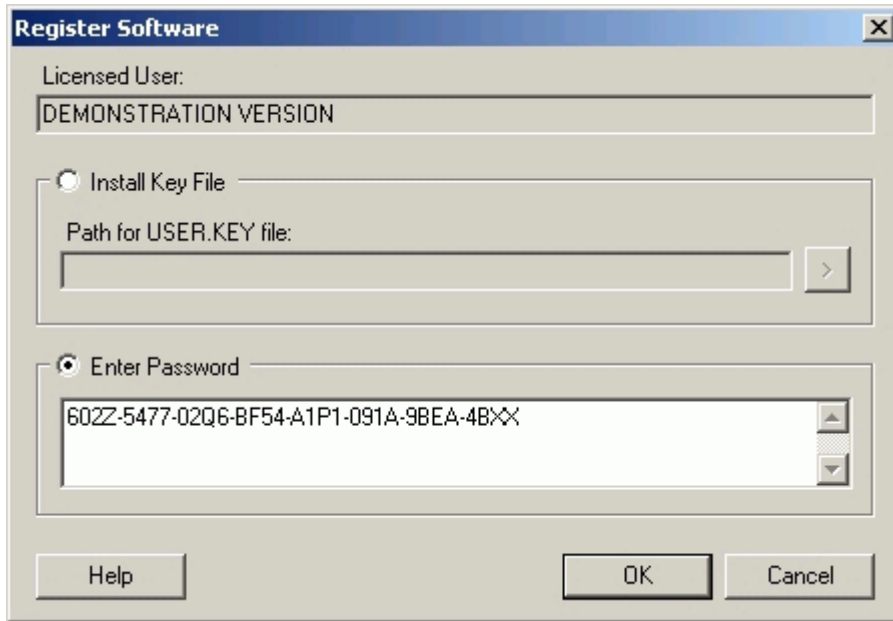 Register Software
Licensed User:
DEMONSTRATION VERSION
Install Key File
Path for USER.KEY file:
>
Enter Password
602Z-5477-02Q6-BF54-A1P1-091A-9BEA-4BXX
Help
OK
Cancel